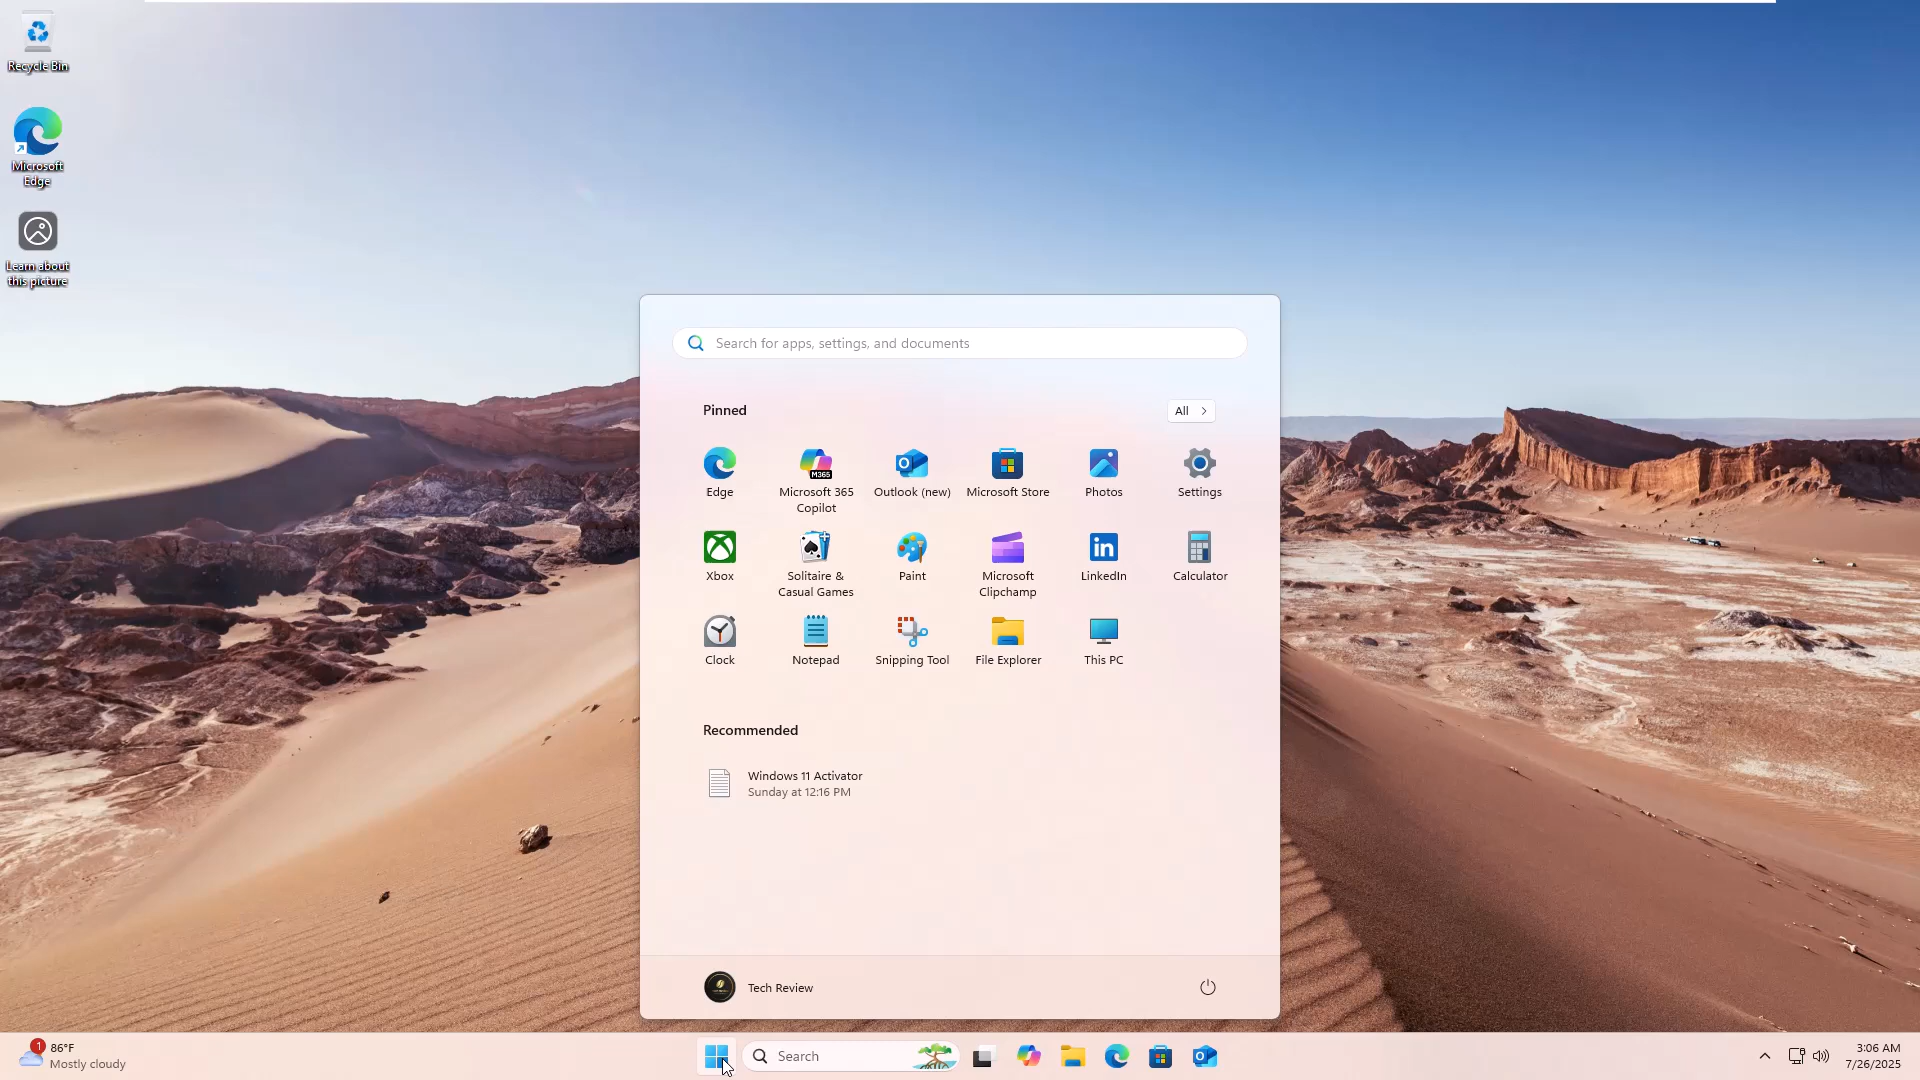 Recycle Bin
Microsoft
Edge
Learn about
this picture
Search for apps, settings, and documents
Pinned
All
Edge
Microsoft 365
Copilot
M365
Outlook (new)
Microsoft Store
Photos
Settings
Xbox
Solitaire &
Casual Games
Paint
Microsoft
Clipchamp
in
LinkedIn
Calculator
Clock
Notepad
Snipping Tool
File Explorer
This PC
Recommended
Windows 11 Activator
Sunday at 12:16 PM
Tech Review
1
86°F
Mostly cloudy
Search
3:06 AM
7/26/2025